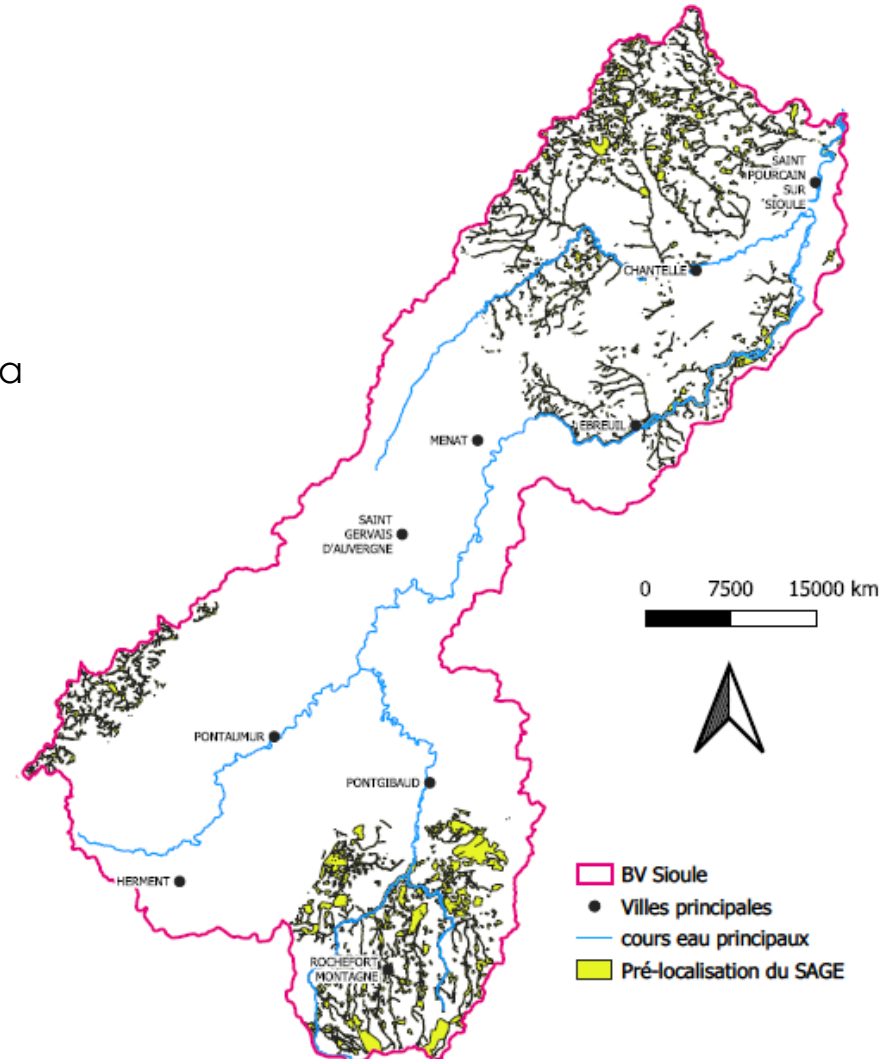 SAINT
POURCAIN
SUR
SIOULE
CHANTELLE
a
EBREUIL
MENAT
SAINT
GERVAIS
D'AUVERGNE
0 7500 15000 km
PONTAUMUR
PONTGIBAUD
HERMENT
BV Sioule
Villes principales
cours eau principaux
ROCHEFORT
MONTAGNE
Pré-localisation du SAGE